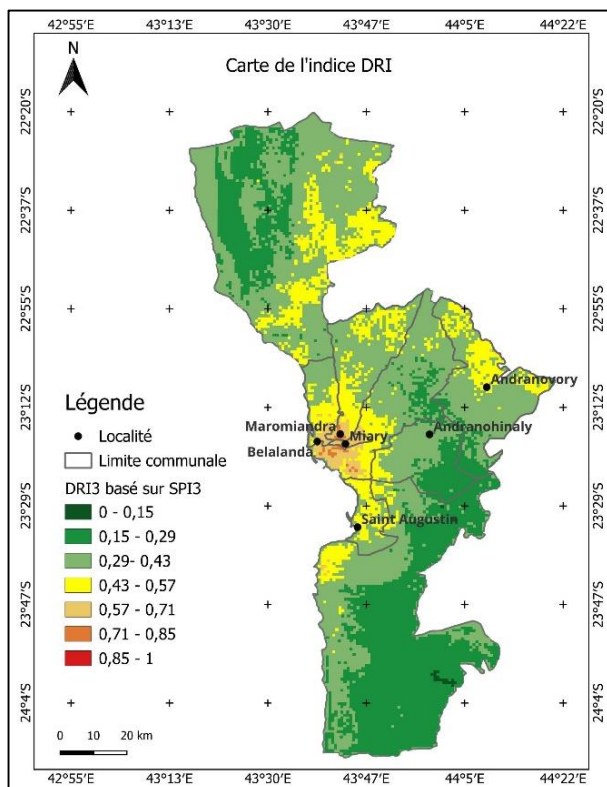 42°55'E 43°13'E 43°30'E 43°47'E 44°5'E 44°22'E
N
Carte de l'indice DRI
22°20'S 22°20'S
22°37'S 22°37'S
22°55'S 22°55'S
23°12'S 23°12'S
23°29'S 23°29'S
23°47'S 23°47'S
24°4'S 24°4'S
Andranovory
Maromiandra
Miary
Andranohinaly
Belalanda
Saint Augustin
Légende
Localité
Limite communale
DRI3 basé sur SPI3
0 - 0,15
0,15 - 0,29
0,29- 0,43
0,43 - 0,57
0,57 - 0,71
0,71 - 0,85
0,85 - 1
0 10 20 km
42°55'E 43°13'E 43°30'E 43°47'E 44°5'E 44°22'E